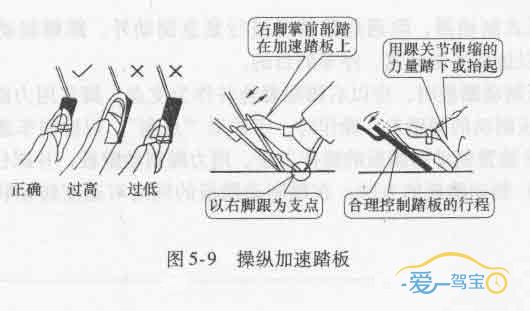 右脚掌前部踏
在加速踏板上
用踝关节伸缩的
力量踏下或抬起
正确 过高 过低
以右脚跟为支点
合理控制踏板的行程
图 5-9 操纵加速踏板
爱驾宝